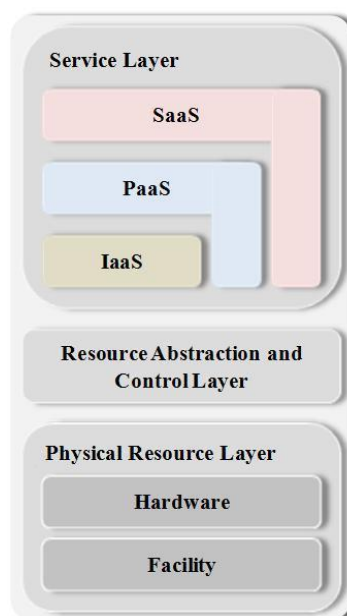 Service Layer
SaaS
PaaS
IaaS
Resource Abstraction and
Control Layer
Physical Resource Layer
Hardware
Facility